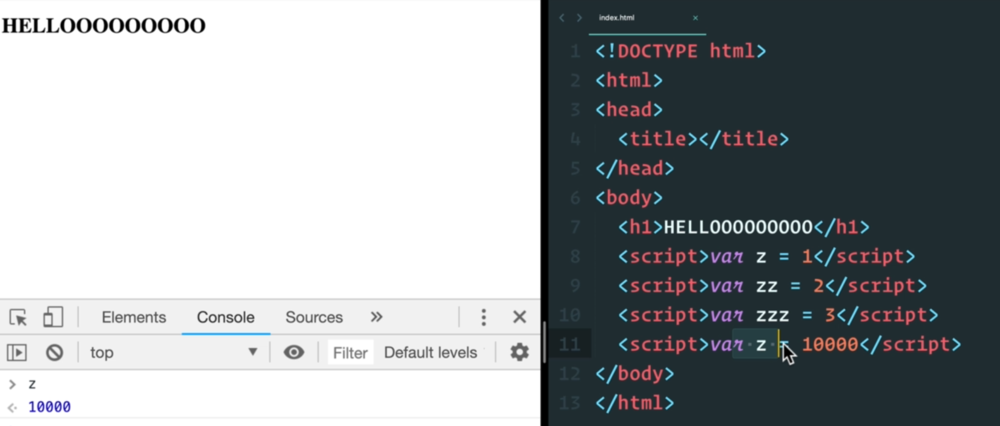 HELLOOOOOOOOO
Elements Console Sources »
top ▼ Filter Default levels
> z
<· 10000
index.html ×
1 <!DOCTYPE html>
2 <html>
3 <head>
4 <title></title>
5 </head>
6 <body>
7 <h1>HELLOOOOOOOOO</h1>
8 <script>var z = 1</script>
9 <script>var zz = 2</script>
10 <script>var zzz = 3</script>
11 <script>var z = 10000</script>
12 </body>
13 </html>